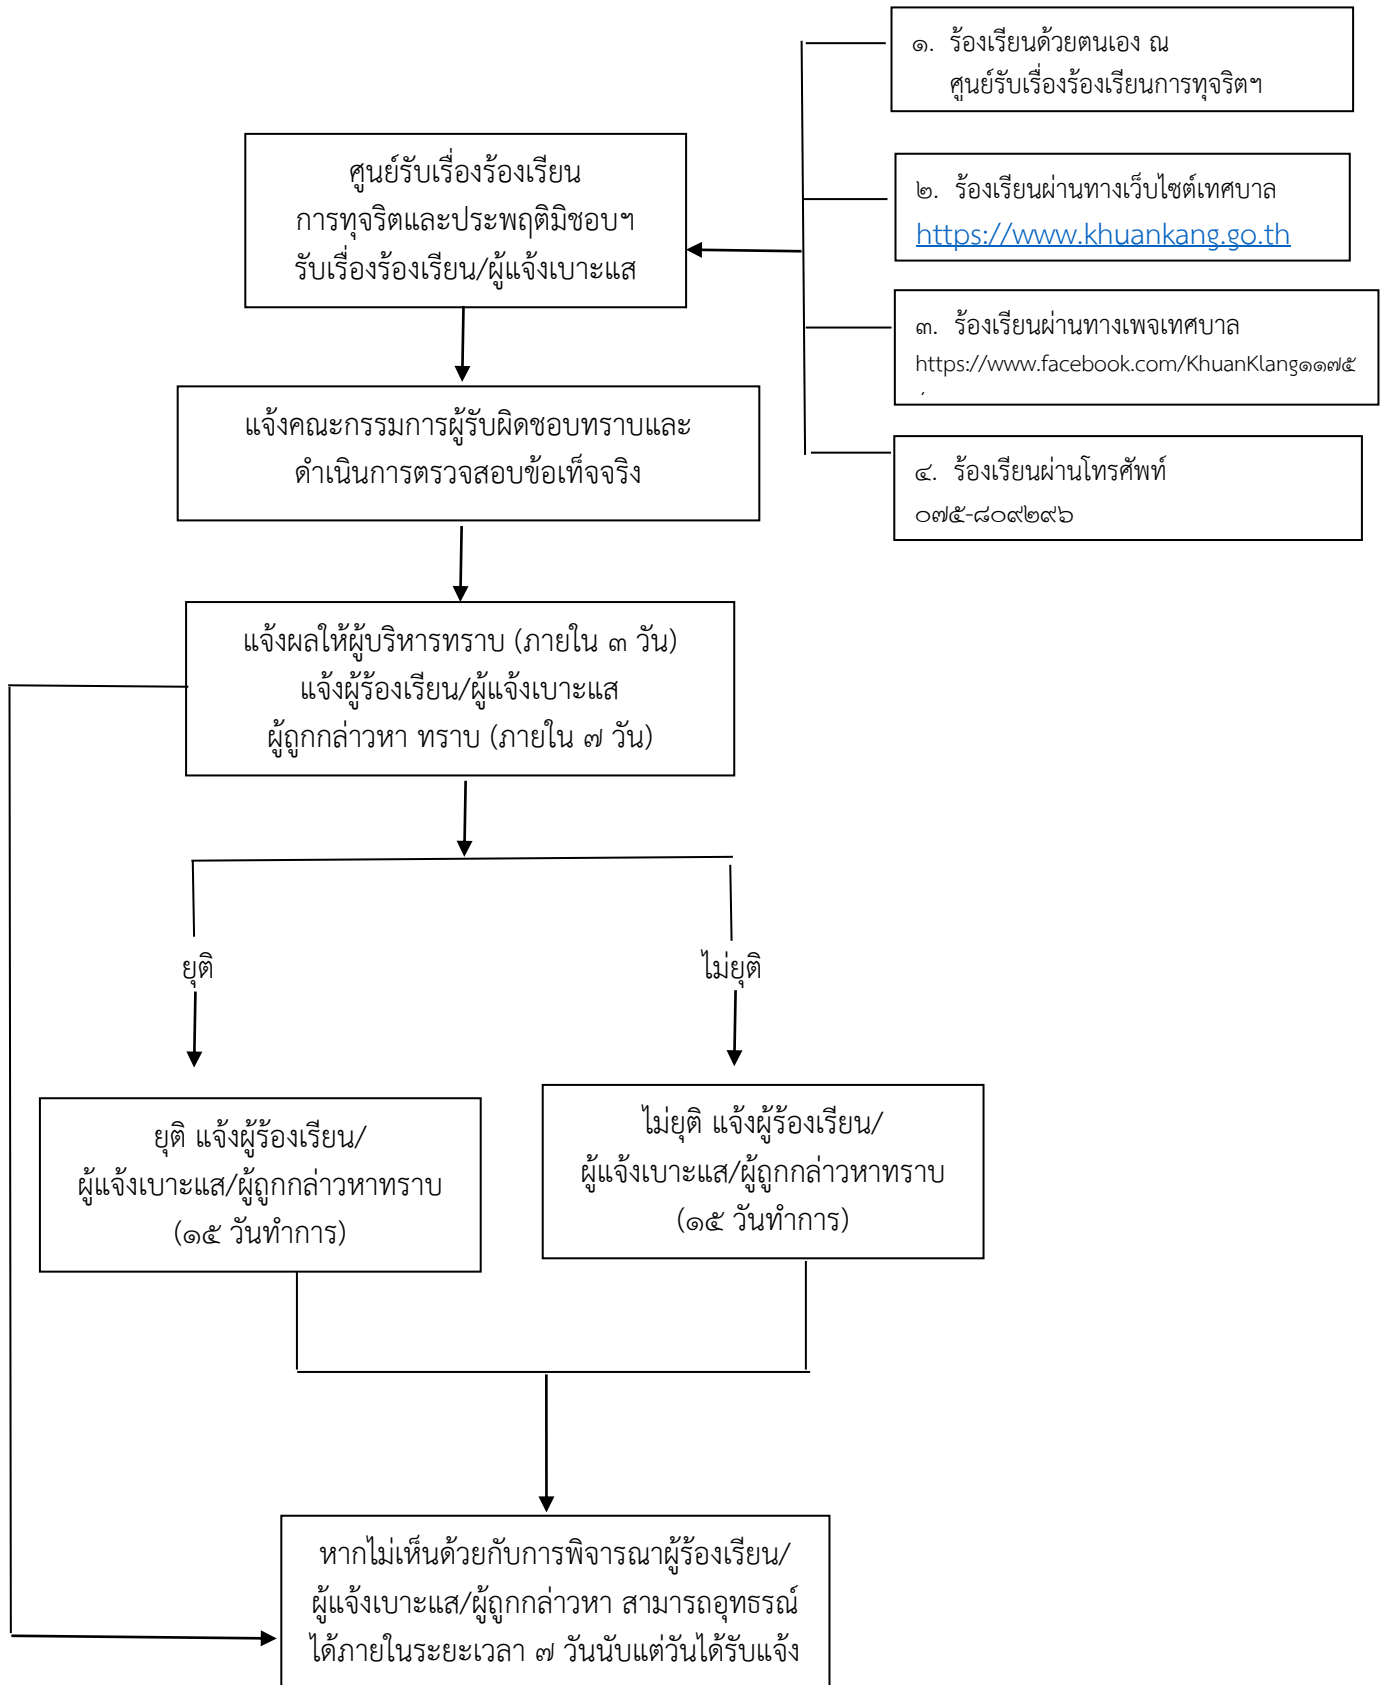 ๑. ร้องเรียนด้วยตนเอง ณ
ศูนย์รับเรื่องร้องเรียนการทุจริตฯ
ศูนย์รับเรื่องร้องเรียน
การทุจริตและประพฤติมิชอบฯ
รับเรื่องร้องเรียน/ผู้แจ้งเบาะแส
๒. ร้องเรียนผ่านทางเว็บไซต์เทศบาล
https://www.khuankang.go.th
๓. ร้องเรียนผ่านทางเพจเทศบาล
https://www.facebook.com/KhuanKlang๑๑๗๕
๔. ร้องเรียนผ่านโทรศัพท์
๐๗๕-๘๐๙๒๙๖
แจ้งคณะกรรมการผู้รับผิดชอบทราบและ
ดำเนินการตรวจสอบข้อเท็จจริง
แจ้งผลให้ผู้บริหารทราบ (ภายใน ๓ วัน)
แจ้งผู้ร้องเรียน/ผู้แจ้งเบาะแส
ผู้ถูกกล่าวหา ทราบ (ภายใน ๗ วัน)
ยุติ
ไม่ยุติ
ยุติ แจ้งผู้ร้องเรียน/
ผู้แจ้งเบาะแส/ผู้ถูกกล่าวหาทราบ
(๑๕ วันทำการ)
ไม่ยุติ แจ้งผู้ร้องเรียน/
ผู้แจ้งเบาะแส/ผู้ถูกกล่าวหาทราบ
(๑๕ วันทำการ)
หากไม่เห็นด้วยกับการพิจารณาผู้ร้องเรียน/
ผู้แจ้งเบาะแส/ผู้ถูกกล่าวหา สามารถอุทธรณ์
ได้ภายในระยะเวลา ๗ วันนับแต่วันได้รับแจ้ง